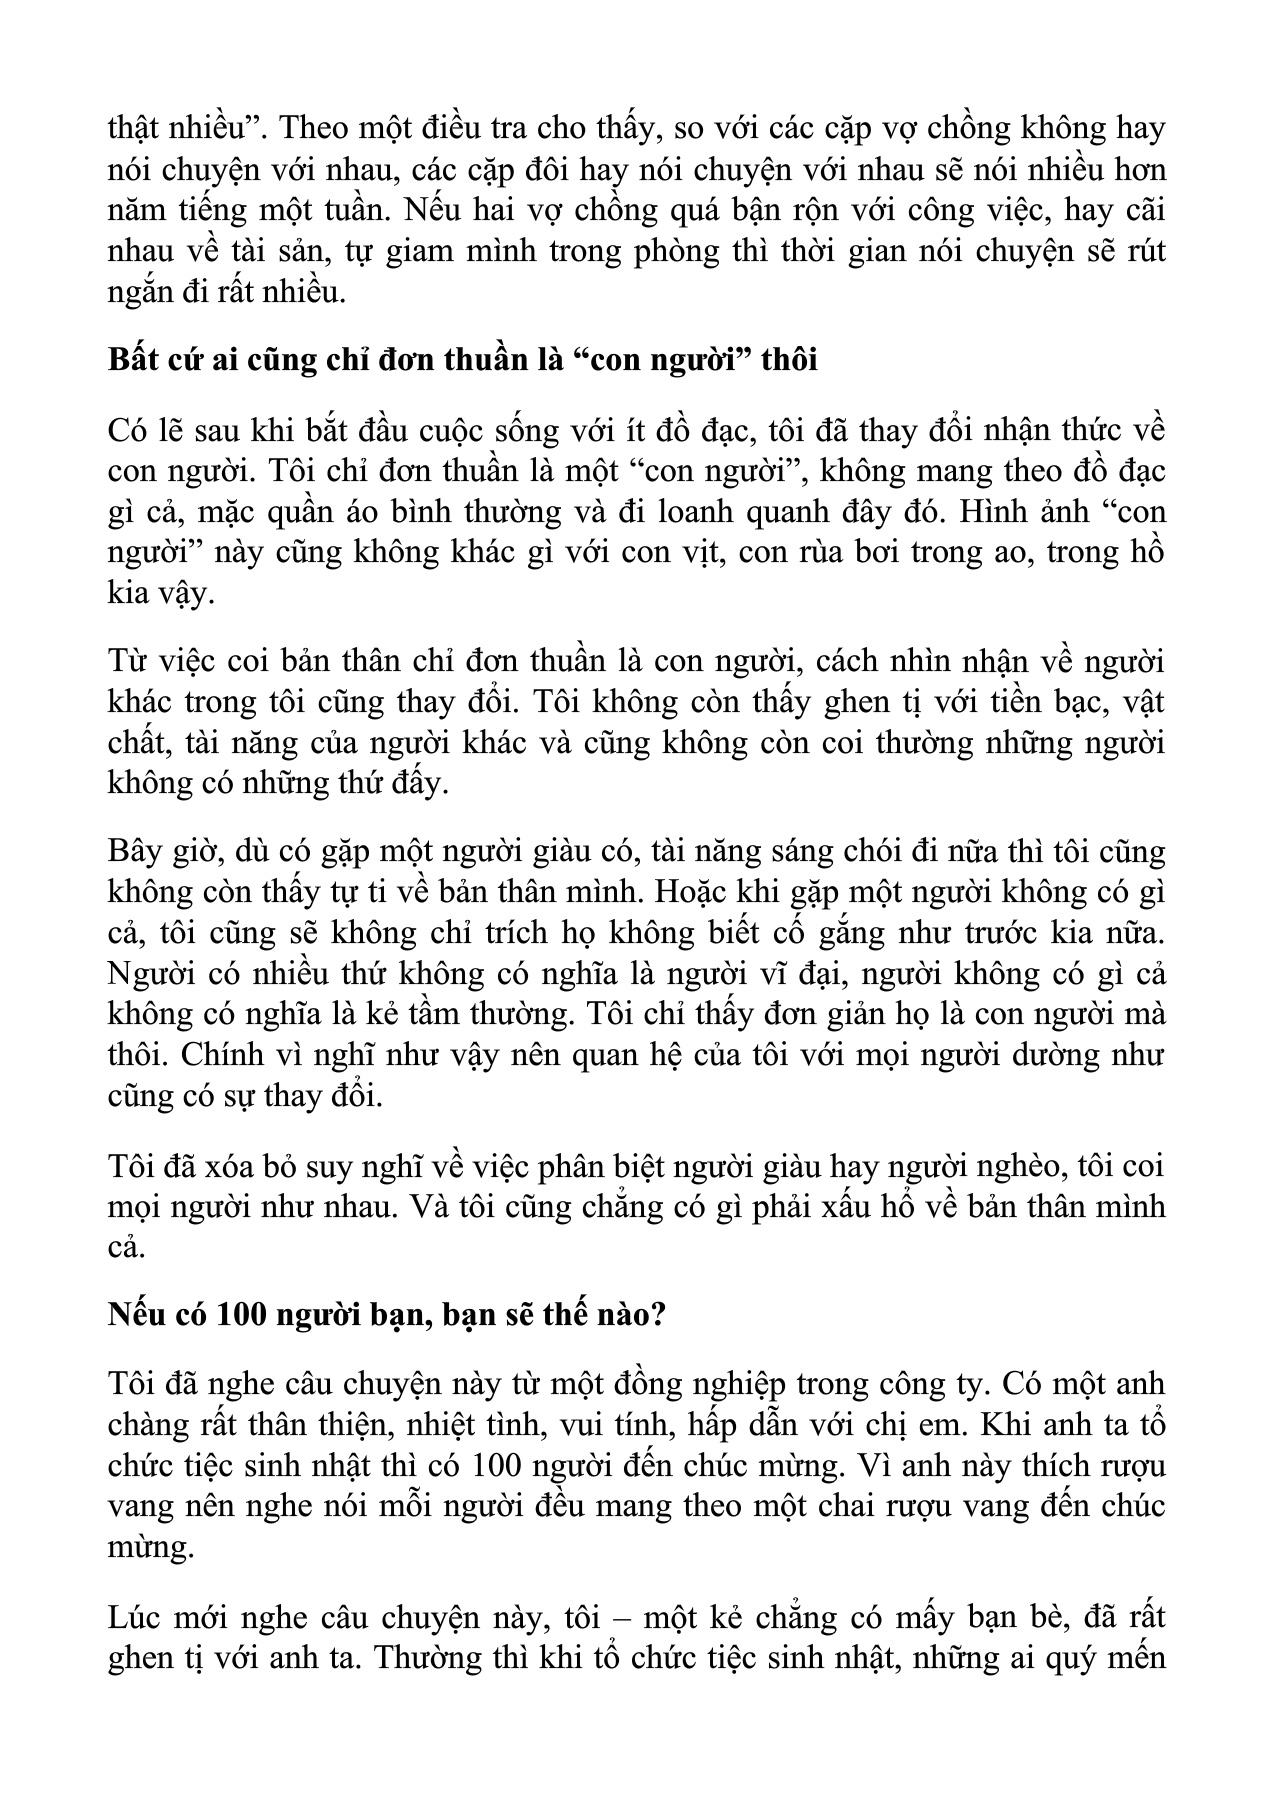 thật nhiều”. Theo một điều tra cho thấy, so với các cặp vợ chồng không hay
nói chuyện với nhau, các cặp đôi hay nói chuyện với nhau sẽ nói nhiều hơn
năm tiếng một tuần. Nếu hai vợ chồng quá bận rộn với công việc, hay cãi
nhau về tài sản, tự giam mình trong phòng thì thời gian nói chuyện sẽ rút
ngắn đi rất nhiều.
Bất cứ ai cũng chỉ đơn thuần là “con người” thôi
Có lẽ sau khi bắt đầu cuộc sống với ít đồ đạc, tôi đã thay đổi nhận thức về
con người. Tôi chỉ đơn thuần là một “con người”, không mang theo đồ đạc
gì cả, mặc quần áo bình thường và đi loanh quanh đây đó. Hình ảnh “con
người” này cũng không khác gì với con vịt, con rùa bơi trong ao, trong hồ
kia vậy.
Từ việc coi bản thân chỉ đơn thuần là con người, cách nhìn nhận về người
khác trong tôi cũng thay đổi. Tôi không còn thấy ghen tị với tiền bạc, vật
chất, tài năng của người khác và cũng không còn coi thường những người
không có những thứ đấy.
Bây giờ, dù có gặp một người giàu có, tài năng sáng chói đi nữa thì tôi cũng
không còn thấy tự ti về bản thân mình. Hoặc khi gặp một người không có gì
cả, tôi cũng sẽ không chỉ trích họ không biết cố gắng như trước kia nữa.
Người có nhiều thứ không có nghĩa là người vĩ đại, người không có gì cả
không có nghĩa là kẻ tầm thường. Tôi chỉ thấy đơn giản họ là con người mà
thôi. Chính vì nghĩ như vậy nên quan hệ của tôi với mọi người dường như
cũng có sự thay đổi.
Tôi đã xóa bỏ suy nghĩ về việc phân biệt người giàu hay người nghèo, tôi coi
mọi người như nhau. Và tôi cũng chẳng có gì phải xấu hổ về bản thân mình
cả.
Nếu có 100 người bạn, bạn sẽ thế nào?
Tôi đã nghe câu chuyện này từ một đồng nghiệp trong công ty. Có một anh
chàng rất thân thiện, nhiệt tình, vui tính, hấp dẫn với chị em. Khi anh ta tổ
chức tiệc sinh nhật thì có 100 người đến chúc mừng. Vì anh này thích rượu
vang nên nghe nói mỗi người đều mang theo một chai rượu vang đến chúc
mừng.
Lúc mới nghe câu chuyện này, tôi – một kẻ chẳng có mấy bạn bè, đã rất
ghen tị với anh ta. Thường thì khi tổ chức tiệc sinh nhật, những ai quý mến